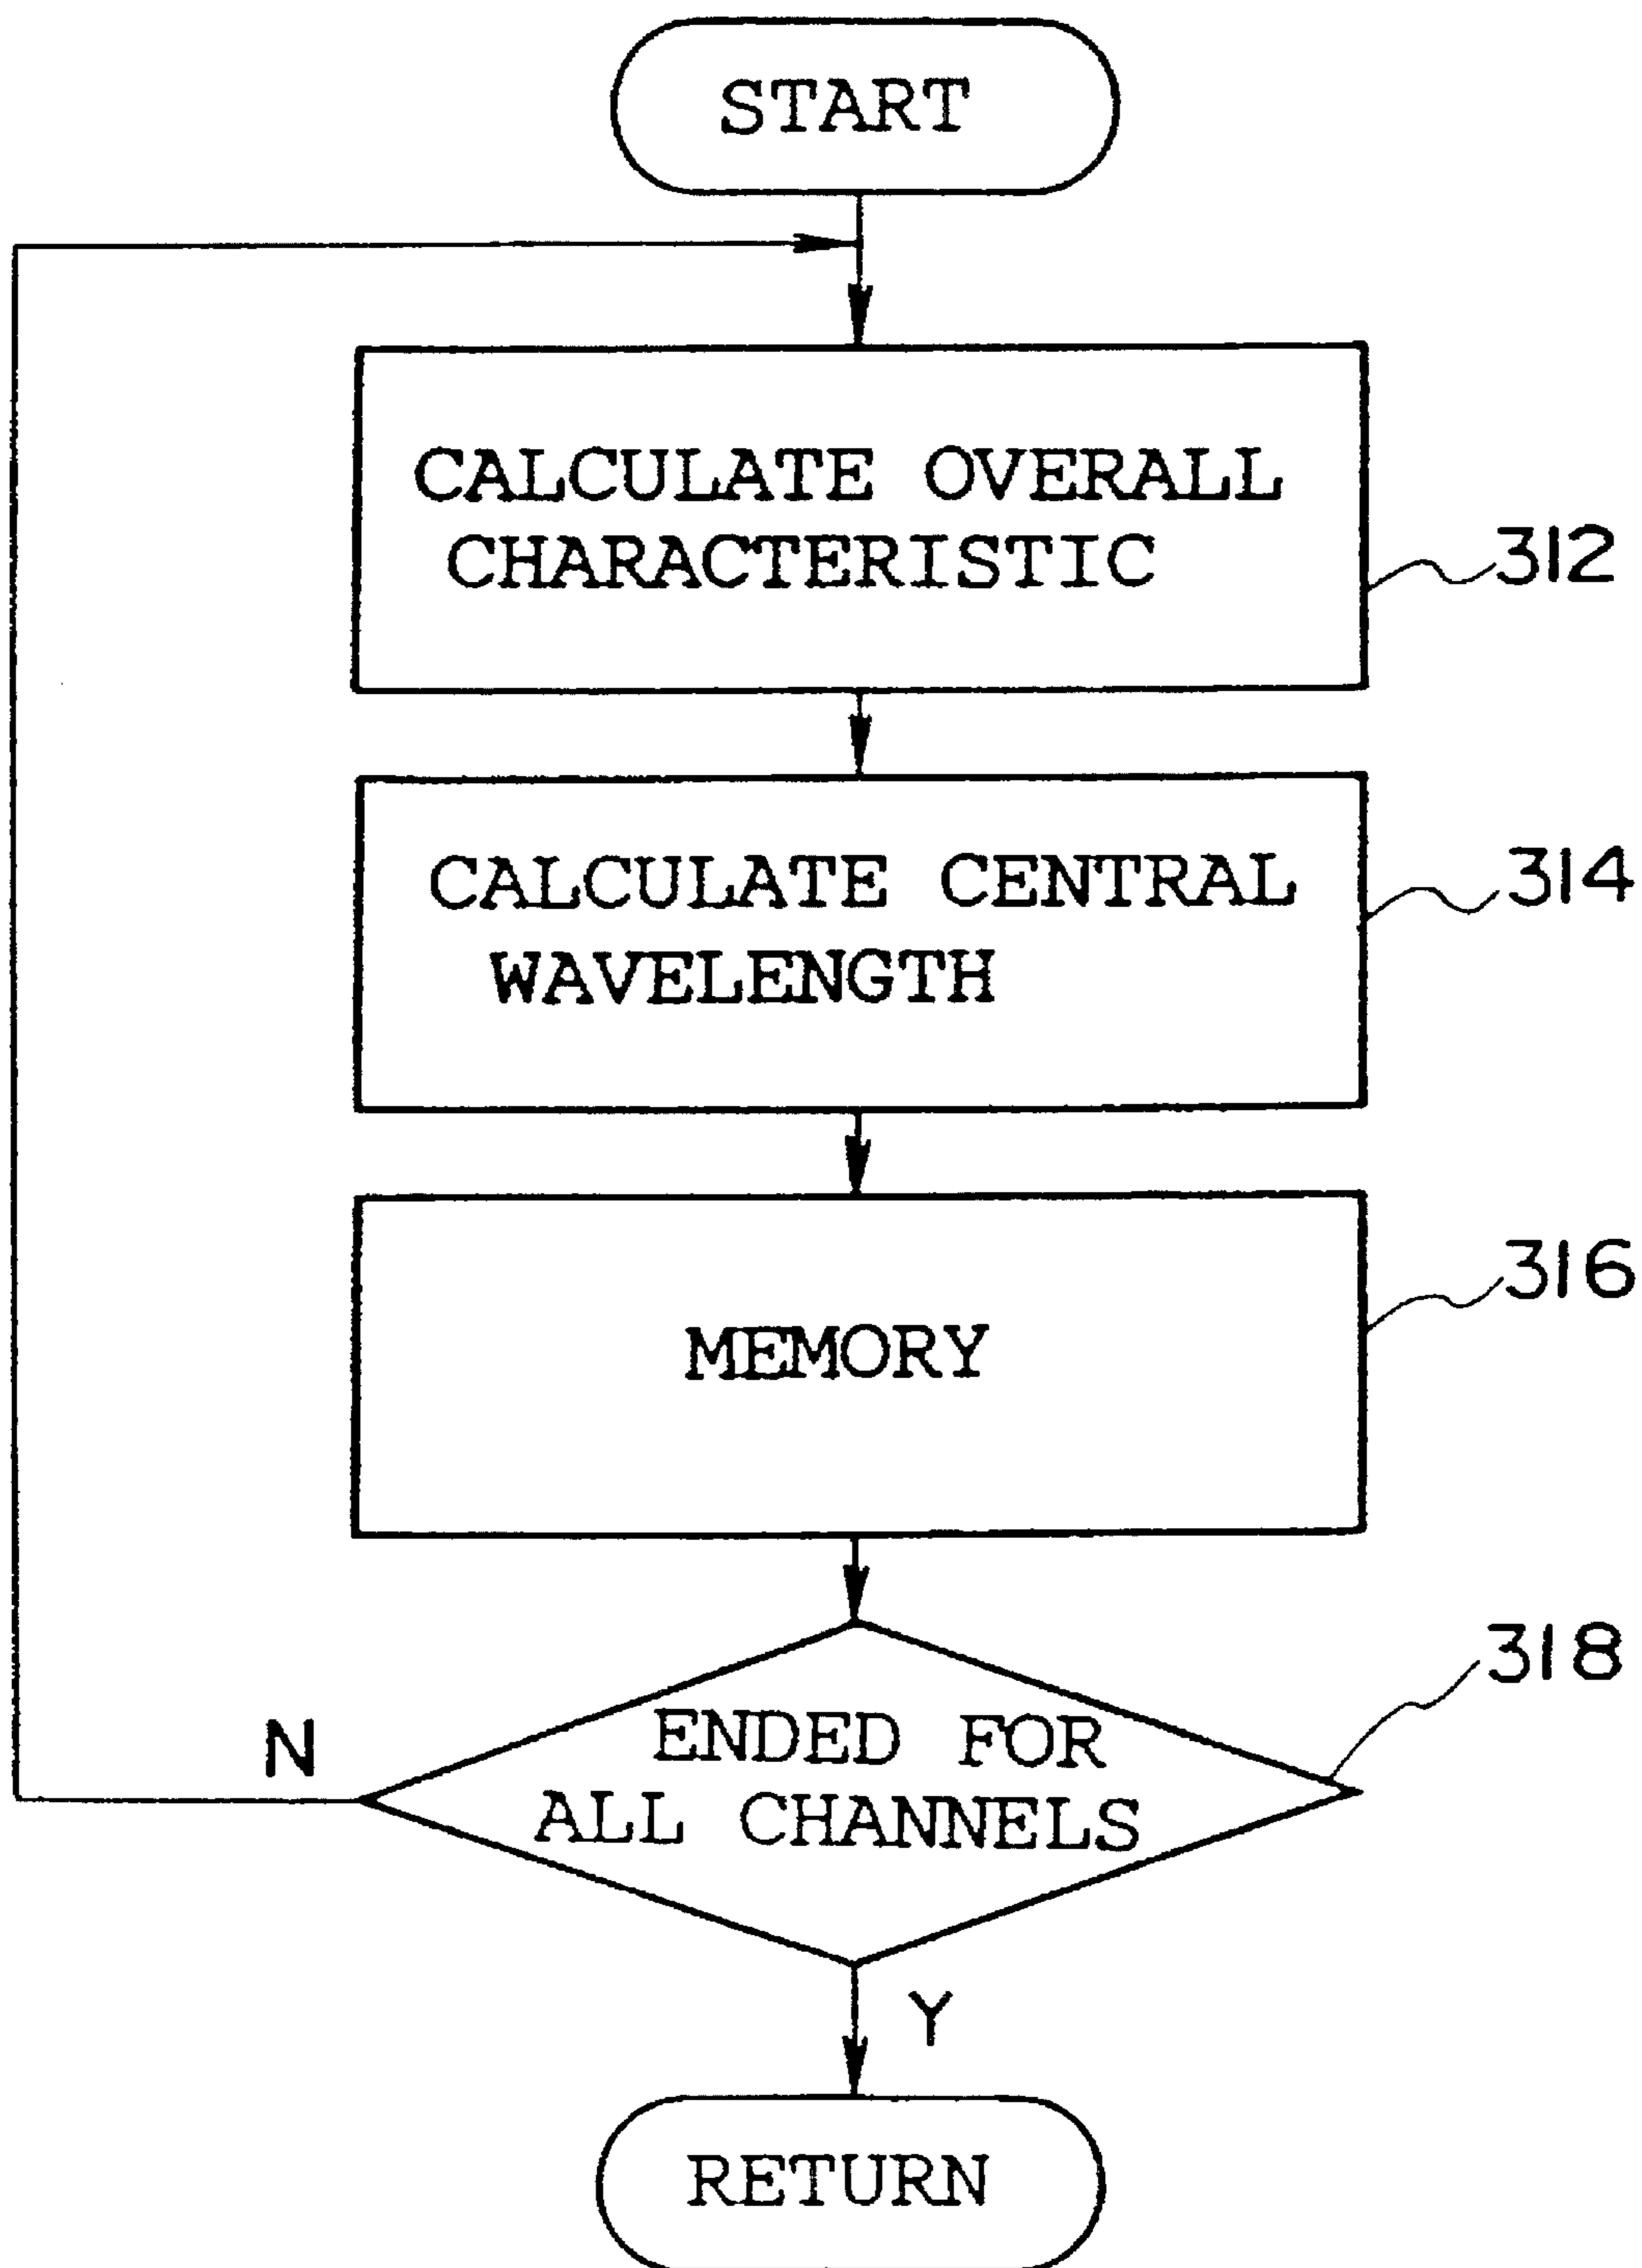 START
CALCULATE OVERALL
CHARACTERISTIC
312
CALCULATE CENTRAL
WAVELENGTH
314
MEMORY
316
ENDED FOR
ALL CHANNELS
318
N
Y
RETURN